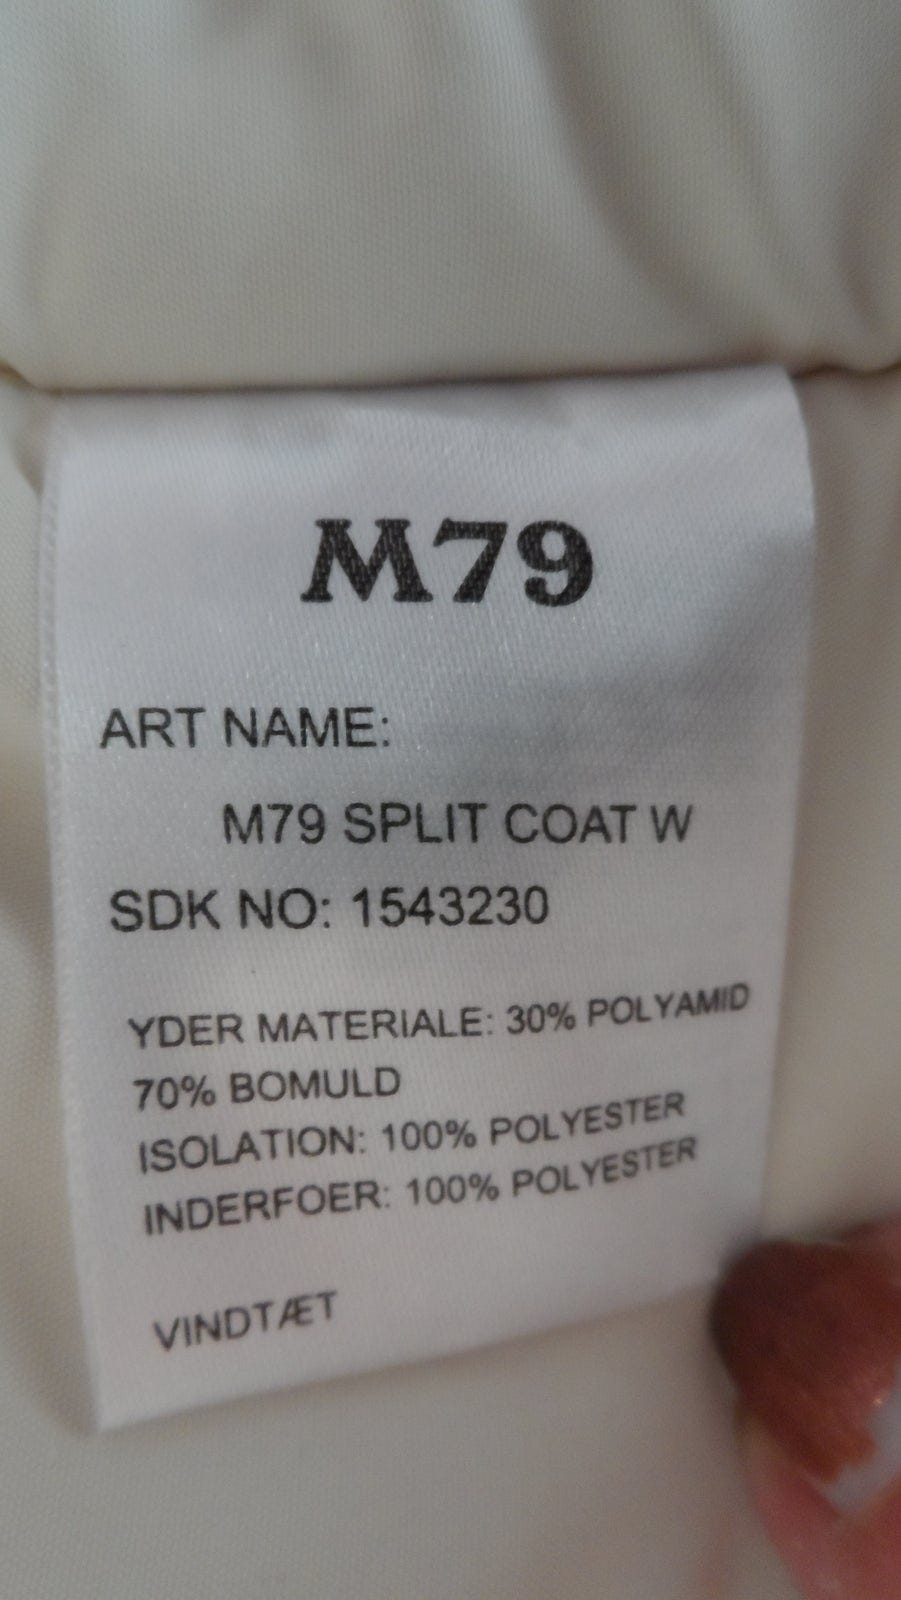 M79
ART NAME:
M79 SPLIT COAT W
SDK NO: 1543230
YDER MATERIALE: 30% POLYAMID
70% BOMULD
ISOLATION: 100% POLYESTER
INDERFOER: 100% POLYESTER
VINDTÆT